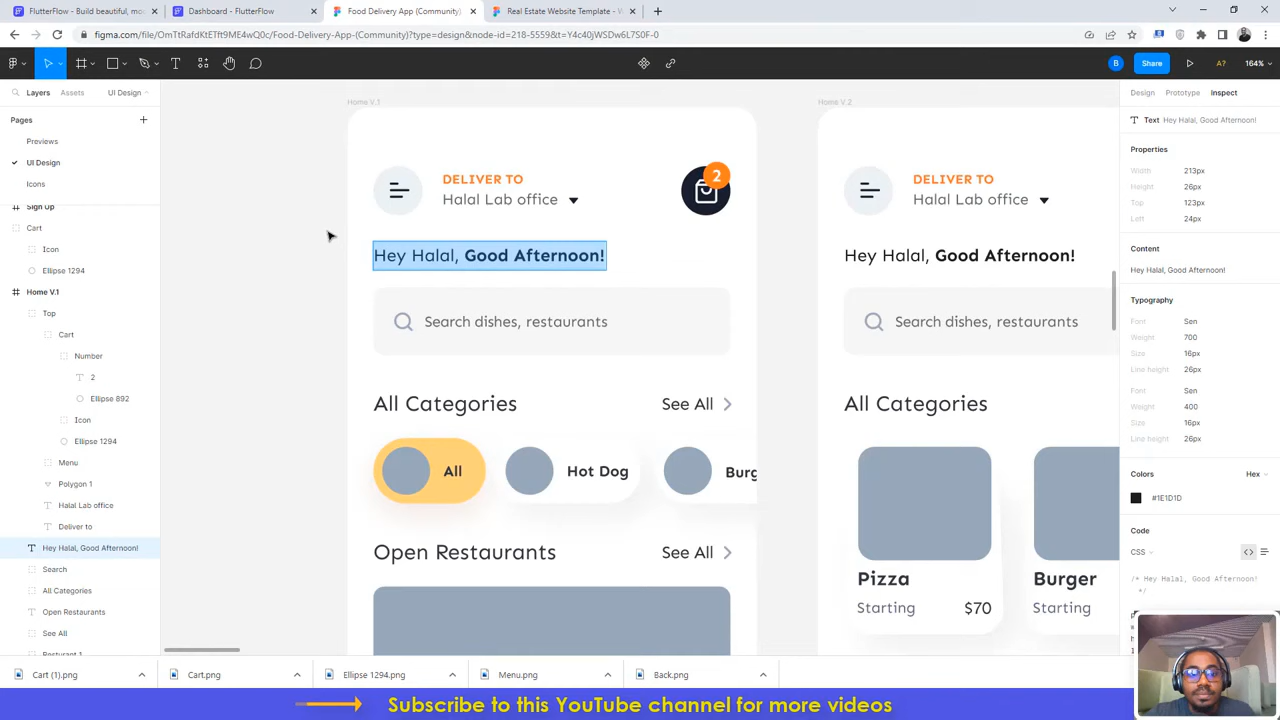 FlutterFlow - Build beautiful, mo
Dashboard - FlutterFlow
Food Delivery App (Community)
Real Estate Website Template - W
figma.com/file/OmTtRafdKtETft9ME4wQ0c/Food-Delivery-App-(Community)?type=design&node-id=218-5559&t=Y4c40jWSDw6L7S0F-0
B
Share
A?
164%
Layers
Assets
UI Design
Pages
Previews
UI Design
Icons
Sign Up
Cart
Icon
Ellipse 1294
Home V.1
Top
Cart
Number
2
Ellipse 892
Icon
Ellipse 1294
Menu
Polygon 1
Halal Lab office
Deliver to
Hey Halal, Good Afternoon!
Search
All Categories
Open Restaurants
See All
Resturant 1
Home V.1
DELIVER TO
Halal Lab office
2
Hey Halal, Good Afternoon!
Search dishes, restaurants
All Categories
See All
All
Hot Dog
Burg
Open Restaurants
See All
Home V.2
DELIVER TO
Halal Lab office
Hey Halal, Good Afternoon!
Search dishes, restaurants
All Categories
Pizza
Starting
$70
Burger
Starting
Design
Prototype
Inspect
Text
Hey Halal, Good Afternoon!
Properties
Width 213px
Height 26px
Top 123px
Left 24px
Content
Hey Halal, Good Afternoon!
Typography
Font Sen
Weight 700
Size 16px
Line height 26px
Font Sen
Weight 400
Size 16px
Line height 26px
Colors
Hex
#1E1D1D
Code
CSS
/* Hey Halal, Good Afternoon!
*/
Cart (1).png
Cart.png
Ellipse 1294.png
Menu.png
Back.png
Subscribe to this YouTube channel for more videos